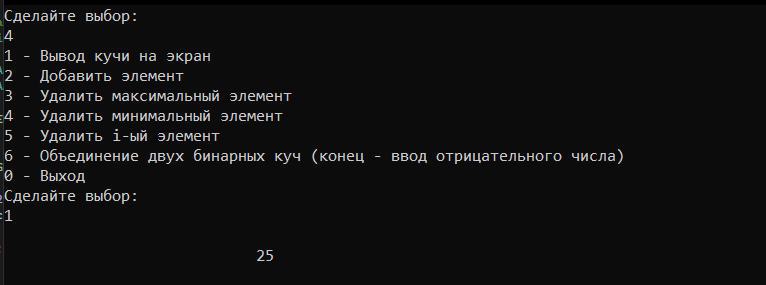 Сделайте выбор:
4
1 - Вывод кучи на экран
2 - Добавить элемент
3 - Удалить максимальный элемент
4 - Удалить минимальный элемент
5 - Удалить i-ый элемент
6 - Объединение двух бинарных куч (конец - ввод отрицательного числа)
0 - Выход
Сделайте выбор:
1
25